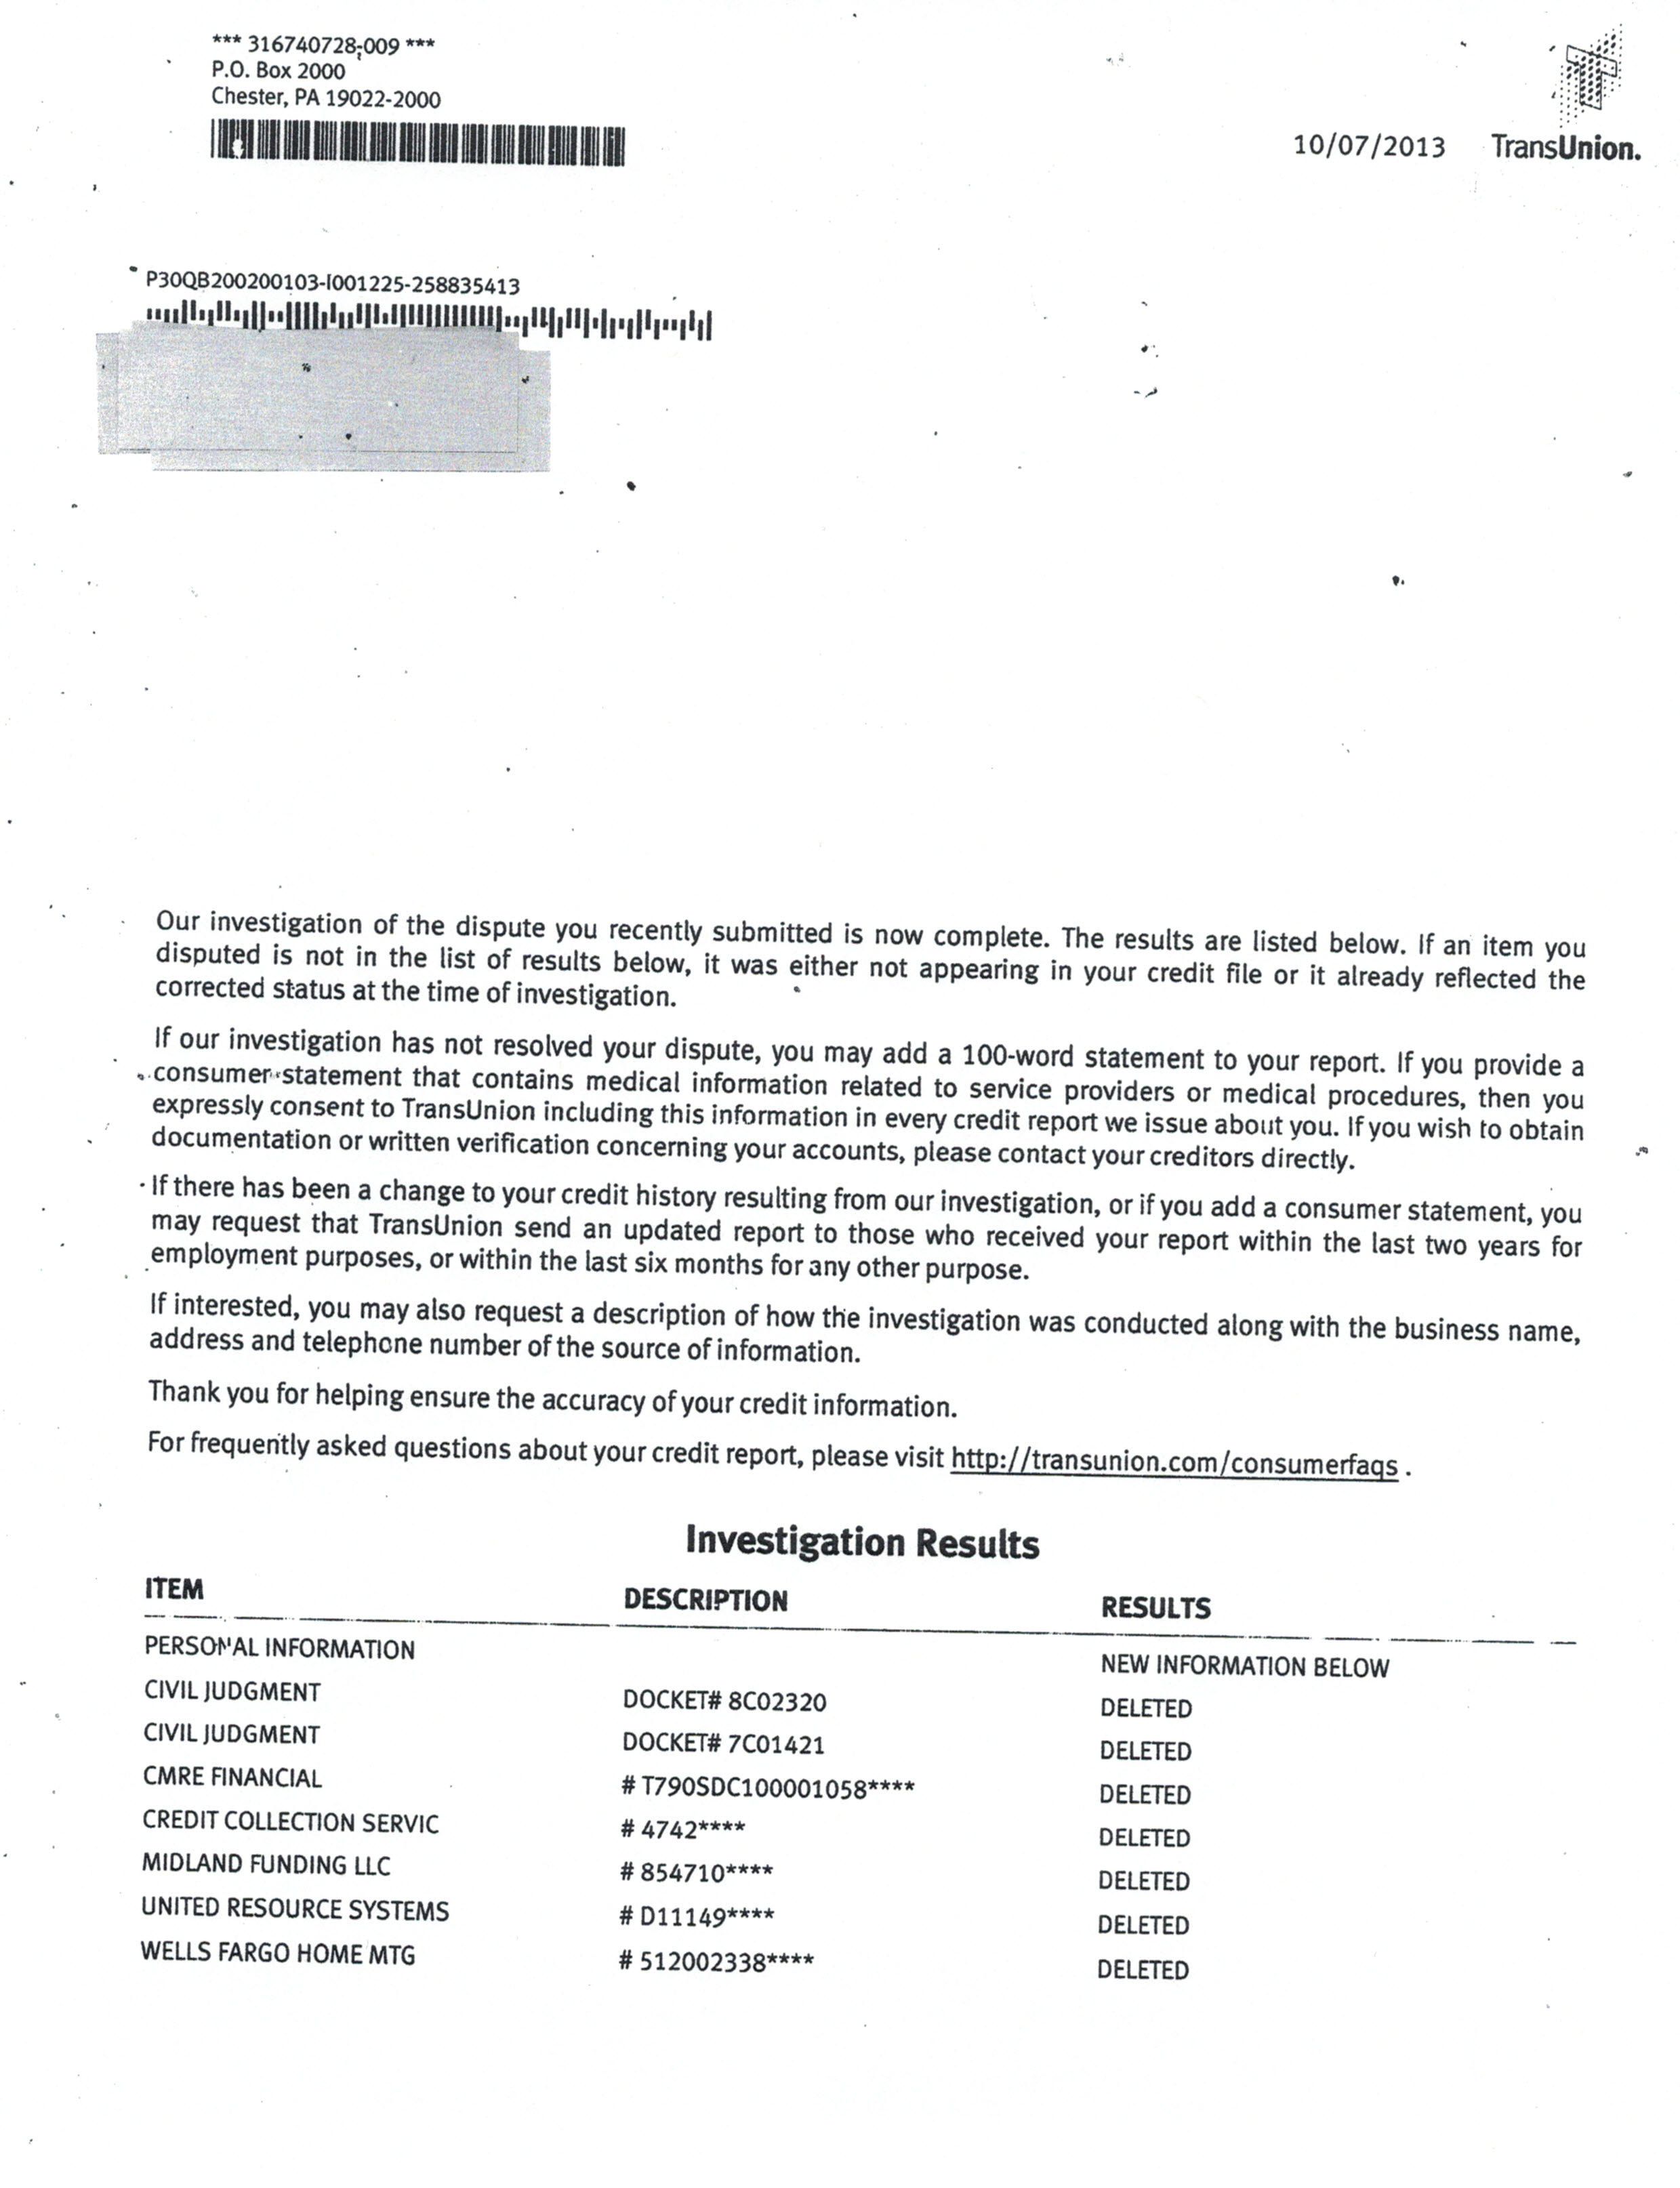 *** 316740728-009 ***
P.O. Box 2000
Chester, PA 19022-2000
10/07/2013 TransUnion.
P30QB200200103-I001225-258835413
Our investigation of the dispute you recently submitted is now complete. The results are listed below. If an item you
disputed is not in the list of results below, it was either not appearing in your credit file or it already reflected the
corrected status at the time of investigation.
If our investigation has not resolved your dispute, you may add a 100-word statement to your report. If you provide a
consumer statement that contains medical information related to service providers or medical procedures, then you
expressly consent to TransUnion including this information in every credit report we issue about you. If you wish to obtain
documentation or written verification concerning your accounts, please contact your creditors directly.
If there has been a change to your credit history resulting from our investigation, or if you add a consumer statement, you
may request that TransUnion send an updated report to those who received your report within the last two years for
employment purposes, or within the last six months for any other purpose.
If interested, you may also request a description of how the investigation was conducted along with the business name,
address and telephone number of the source of information.
Thank you for helping ensure the accuracy of your credit information.
For frequently asked questions about your credit report, please visit http://transunion.com/consumerfaqs .
Investigation Results
ITEM DESCRIPTION RESULTS
PERSONAL INFORMATION NEW INFORMATION BELOW
CIVIL JUDGMENT DOCKET# 8C02320 DELETED
CIVIL JUDGMENT DOCKET# 7C01421 DELETED
CMRE FINANCIAL # T790SDC100001058**** DELETED
CREDIT COLLECTION SERVIC # 4742**** DELETED
MIDLAND FUNDING LLC # 854710**** DELETED
UNITED RESOURCE SYSTEMS # D11149**** DELETED
WELLS FARGO HOME MTG # 512002338**** DELETED